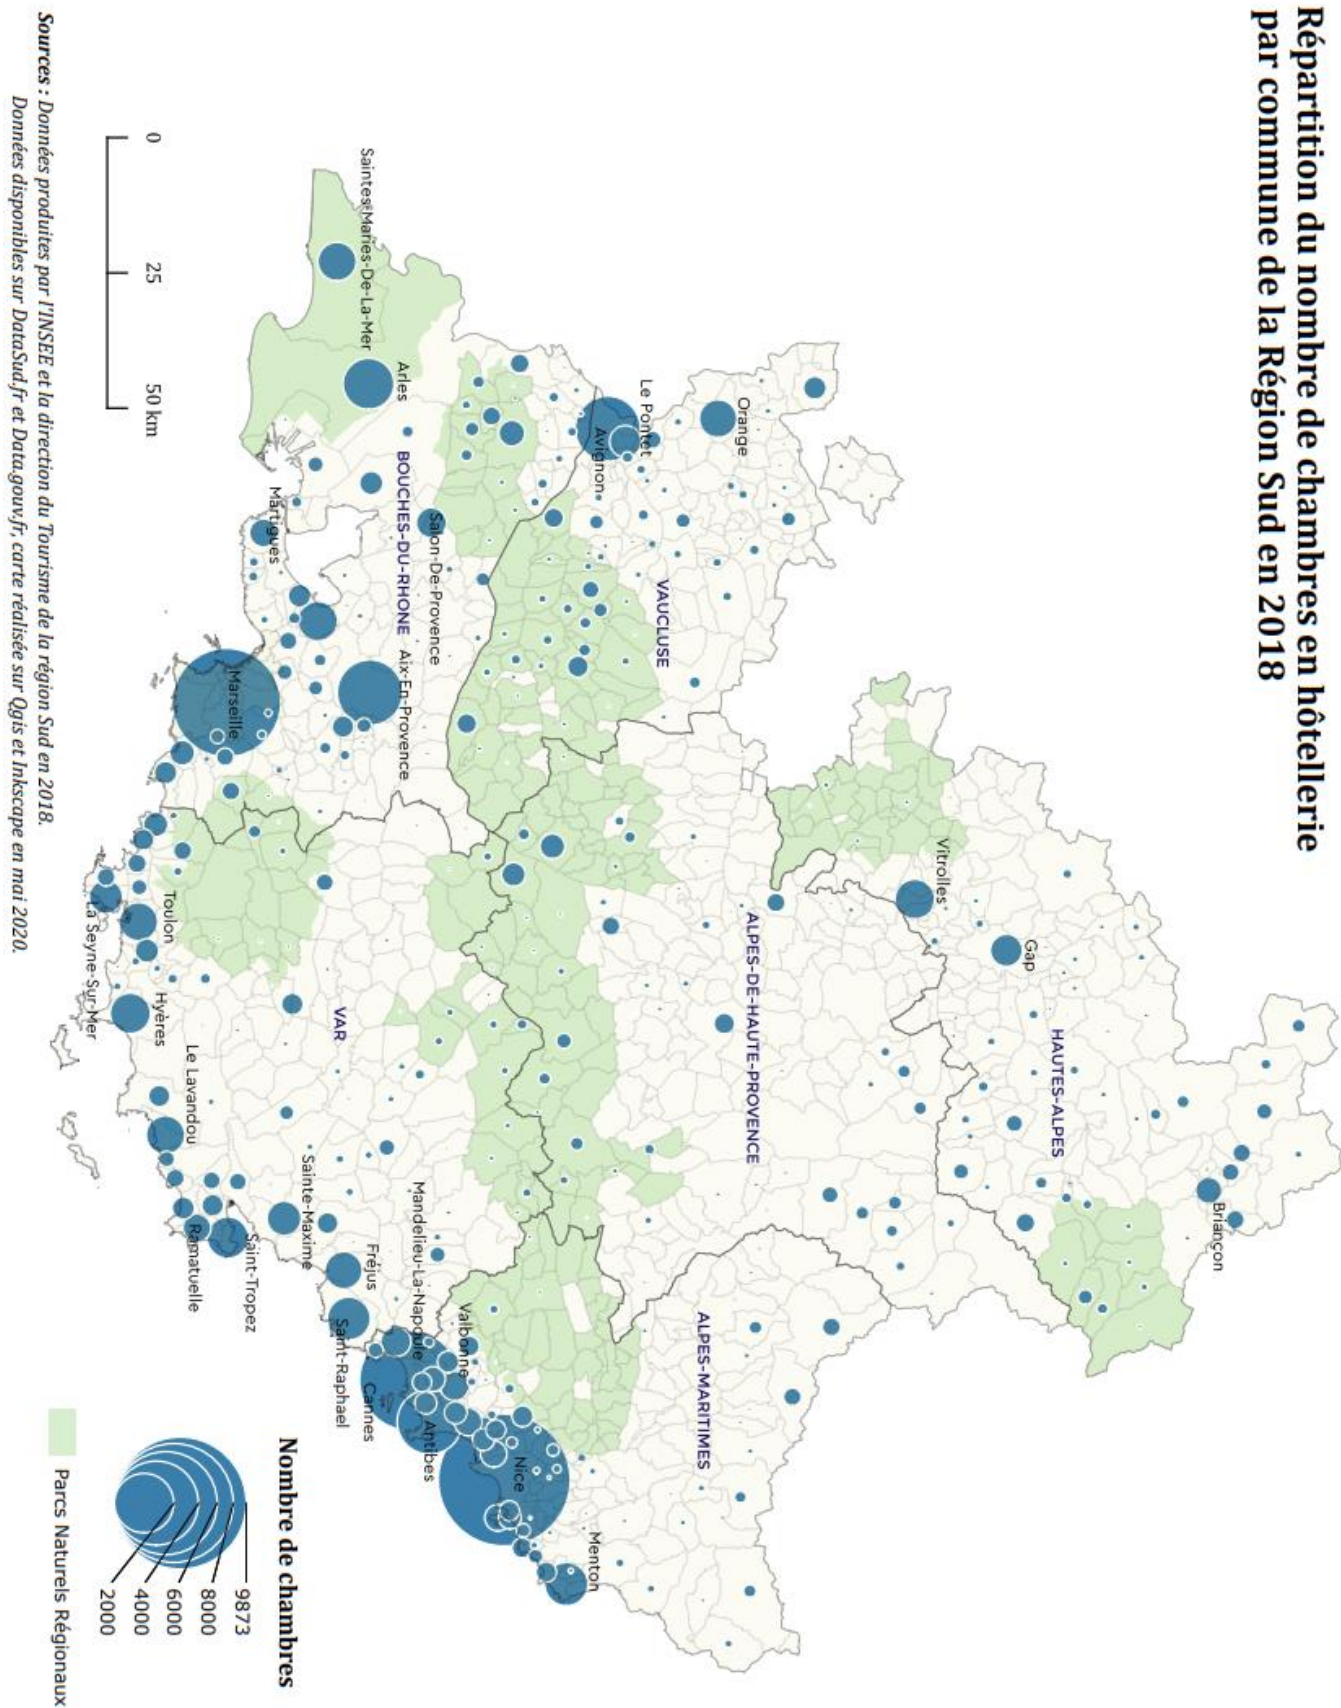 Répartition du nombre de chambres en hôtellerie
par commune de la Région Sud en 2018
HAUTES-ALPES
Briançon
Gap
Vitrolles
ALPES-DE-HAUTE-PROVENCE
ALPES-MARITIMES
Orange
Le Pontet
Avignon
VAUCLUSE
Menton
Nice
Valbonne
Antibes
Mandelieu-La-Napoule
Cannes
Saint-Raphael
Fréjus
Salon-De-Provence
Arles
BOUCHES-DU-RHONE
Aix-En-Provence
Saintes-Maries-De-La-Mer
VAR
Sainte-Maxime
Martigues
Marseille
Saint-Tropez
Ramatuelle
Le Lavandou
Toulon
Hyères
La Seyne-Sur-Mer
Nombre de chambres
9873
8000
6000
4000
2000
Parcs Naturels Régionaux
0 25 50 km
Sources : Données produites par l'INSEE et la direction du Tourisme de la région Sud en 2018.
Données disponibles sur DataSud.fr et Data.gouv.fr, carte réalisée sur Qgis et Inkscape en mai 2020.